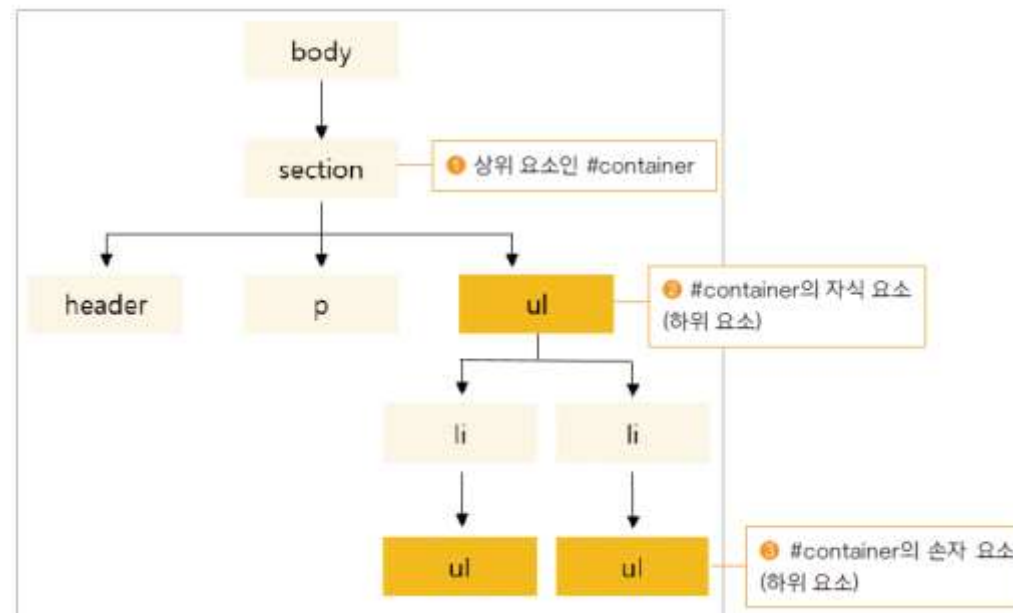 body
section
❶ 상위 요소인 #container
header
p
ul
❷ #container의 자식 요소
(하위 요소)
li
li
ul
ul
❸ #container의 손자 요소
(하위 요소)